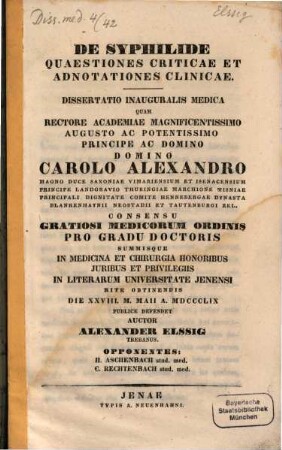 Diss. med. 4/42
Elssig
DE SYPHILIDE
QUAESTIONES CRITICAE ET
ADNOTATIONES CLINICAE.
DISSERTATIO INAUGURALIS MEDICA
QUAM
RECTORE ACADEMIAE MAGNIFICENTISSIMO
AUGUSTO AC POTENTISSIMO
PRINCIPE AC DOMINO
DOMINO
CAROLO ALEXANDRO
MAGNO DUCE SAXONIAE VIMARIENSIUM ET ISENACENSIUM
PRINCIPE LANDGRAVIO THURINGIAE MARCHIONE MISNIAE
PRINCIPALI DIGNITATE COMITE HENNEBERGAE DYNASTA
BLANKENHAYNII NEOSTADII ET TAUTENBURGI REL.
CONSENSU
GRATIOSI MEDICORUM ORDINIS
PRO GRADU DOCTORIS
SUMMISQUE
IN MEDICINA ET CHIRURGIA HONORIBUS
JURIBUS ET PRIVILEGIIS
IN LITERARUM UNIVERSITATE JENENSI
RITE OBTINENDIS
DIE XXVIII. M. MAII A. MDCCCLIX
PUBLICE DEFENDET
AUCTOR
ALEXANDER ELSSIG
TREBANUS.
OPPONENTES:
H. ASCHENBACH stud. med.
C. RECHTENBACH stud. med.
JENAE
TYPIS A. NEUENHAHNI.
Bayerische
Staatsbibliothek
München